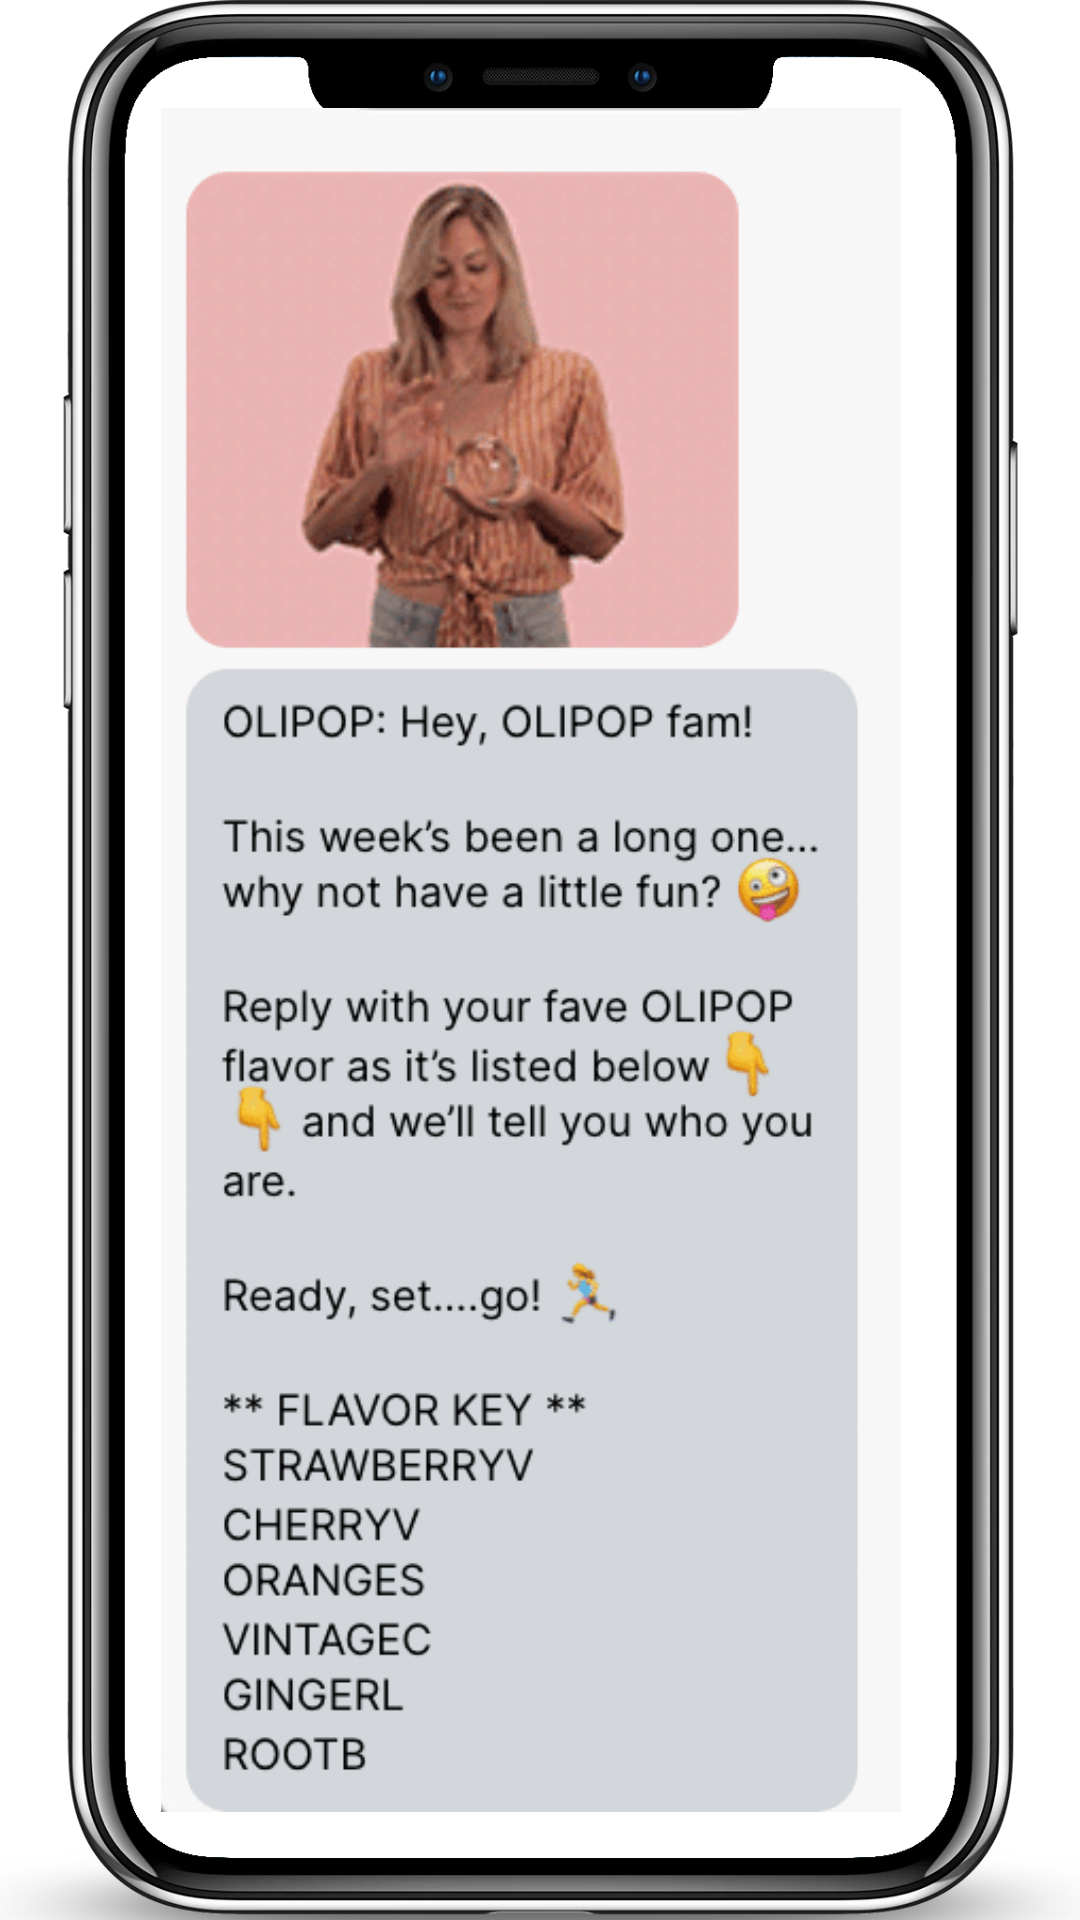 OLIPOP: Hey, OLIPOP fam!
This week’s been a long one...
why not have a little fun? 🤪
Reply with your fave OLIPOP
flavor as it’s listed below 👇
👇 and we’ll tell you who you
are.
Ready, set....go! 🏃‍♀️
** FLAVOR KEY **
STRAWBERRYV
CHERRYV
ORANGES
VINTAGEC
GINGERL
ROOTB